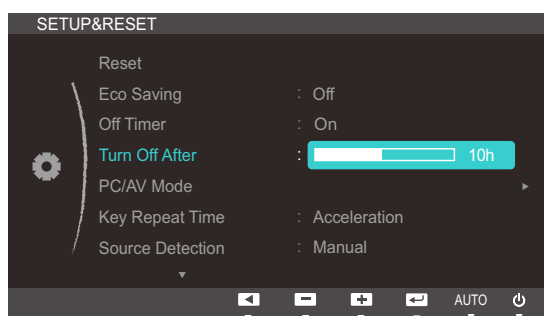 SETUP&RESET
Reset
Eco Saving : Off
Off Timer : On
Turn Off After : 10h
PC/AV Mode
Key Repeat Time : Acceleration
Source Detection : Manual
AUTO